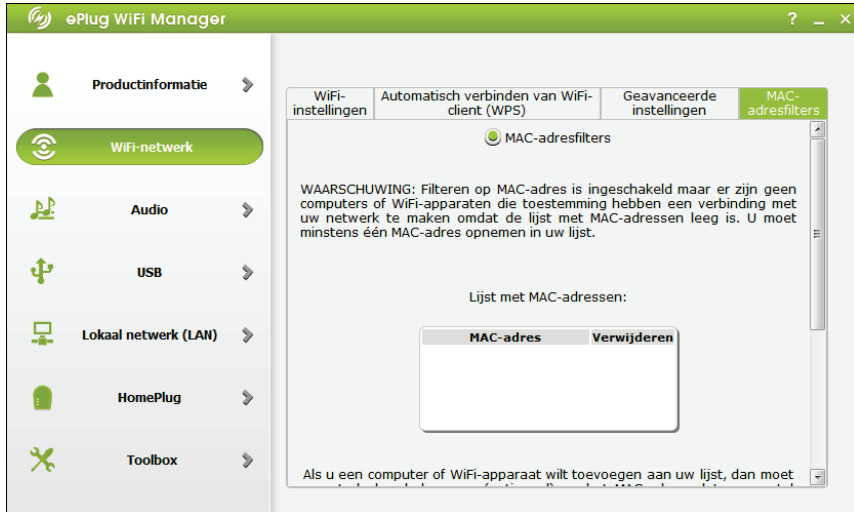 ePlug WiFi Manager
? _ ×
Productinformatie
WiFi-netwerk
Audio
USB
Lokaal netwerk (LAN)
HomePlug
Toolbox
WiFi-
instellingen
Automatisch verbinden van WiFi-
client (WPS)
Geavanceerde
instellingen
MAC-
adresfilters
MAC-adresfilters
WAARSCHUWING: Filteren op MAC-adres is ingeschakeld maar er zijn geen
computers of WiFi-apparaten die toestemming hebben een verbinding met
uw netwerk te maken omdat de lijst met MAC-adressen leeg is. U moet
minstens één MAC-adres opnemen in uw lijst.
Lijst met MAC-adressen:
MAC-adres Verwijderen
Als u een computer of WiFi-apparaat wilt toevoegen aan uw lijst, dan moet